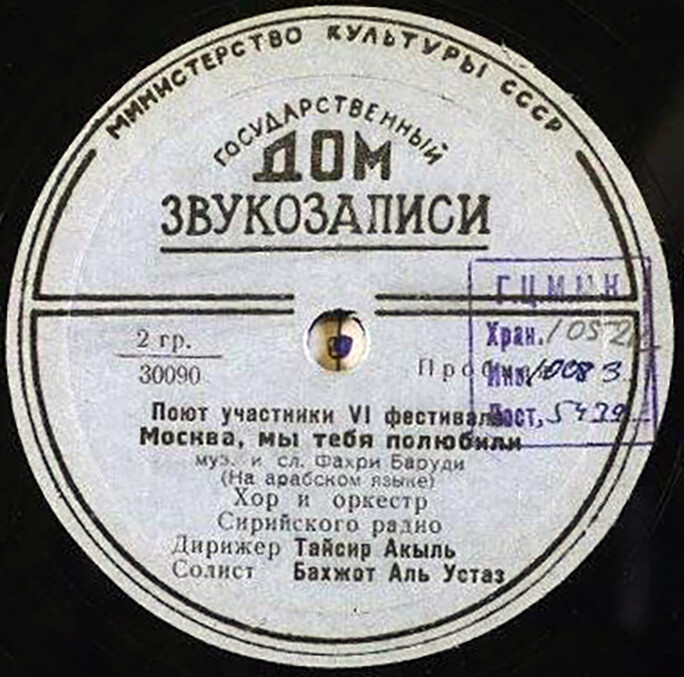 МИНИСТЕРСТВО КУЛЬТУРЫ СССР
ГОСУДАРСТВЕННЫЙ
ДОМ
ЗВУКОЗАПИСИ
Г.Ц.М.М.К
2 гр.
30090
Хран.
Инв. 10083
Пост. 5439
Поют участники VI фестиваля
Москва, мы тебя полюбили
муз. и сл. Фахри Баруди
(На арабском языке)
Хор и оркестр
Сирийского радио
Дирижер Тайсир Акыль
Солист Бахжот Аль Устаз